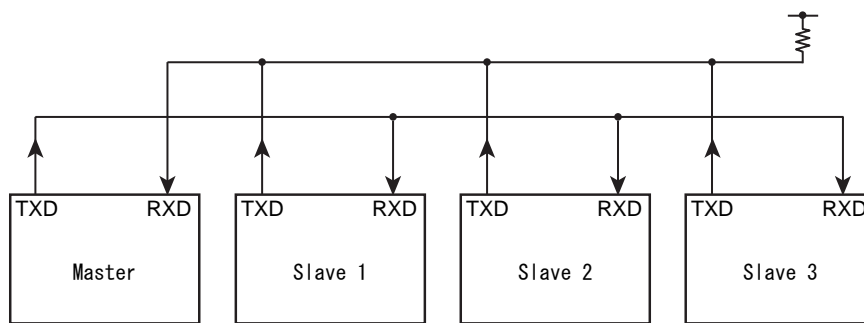 TXD RXD TXD RXD TXD RXD TXD RXD
Master Slave 1 Slave 2 Slave 3